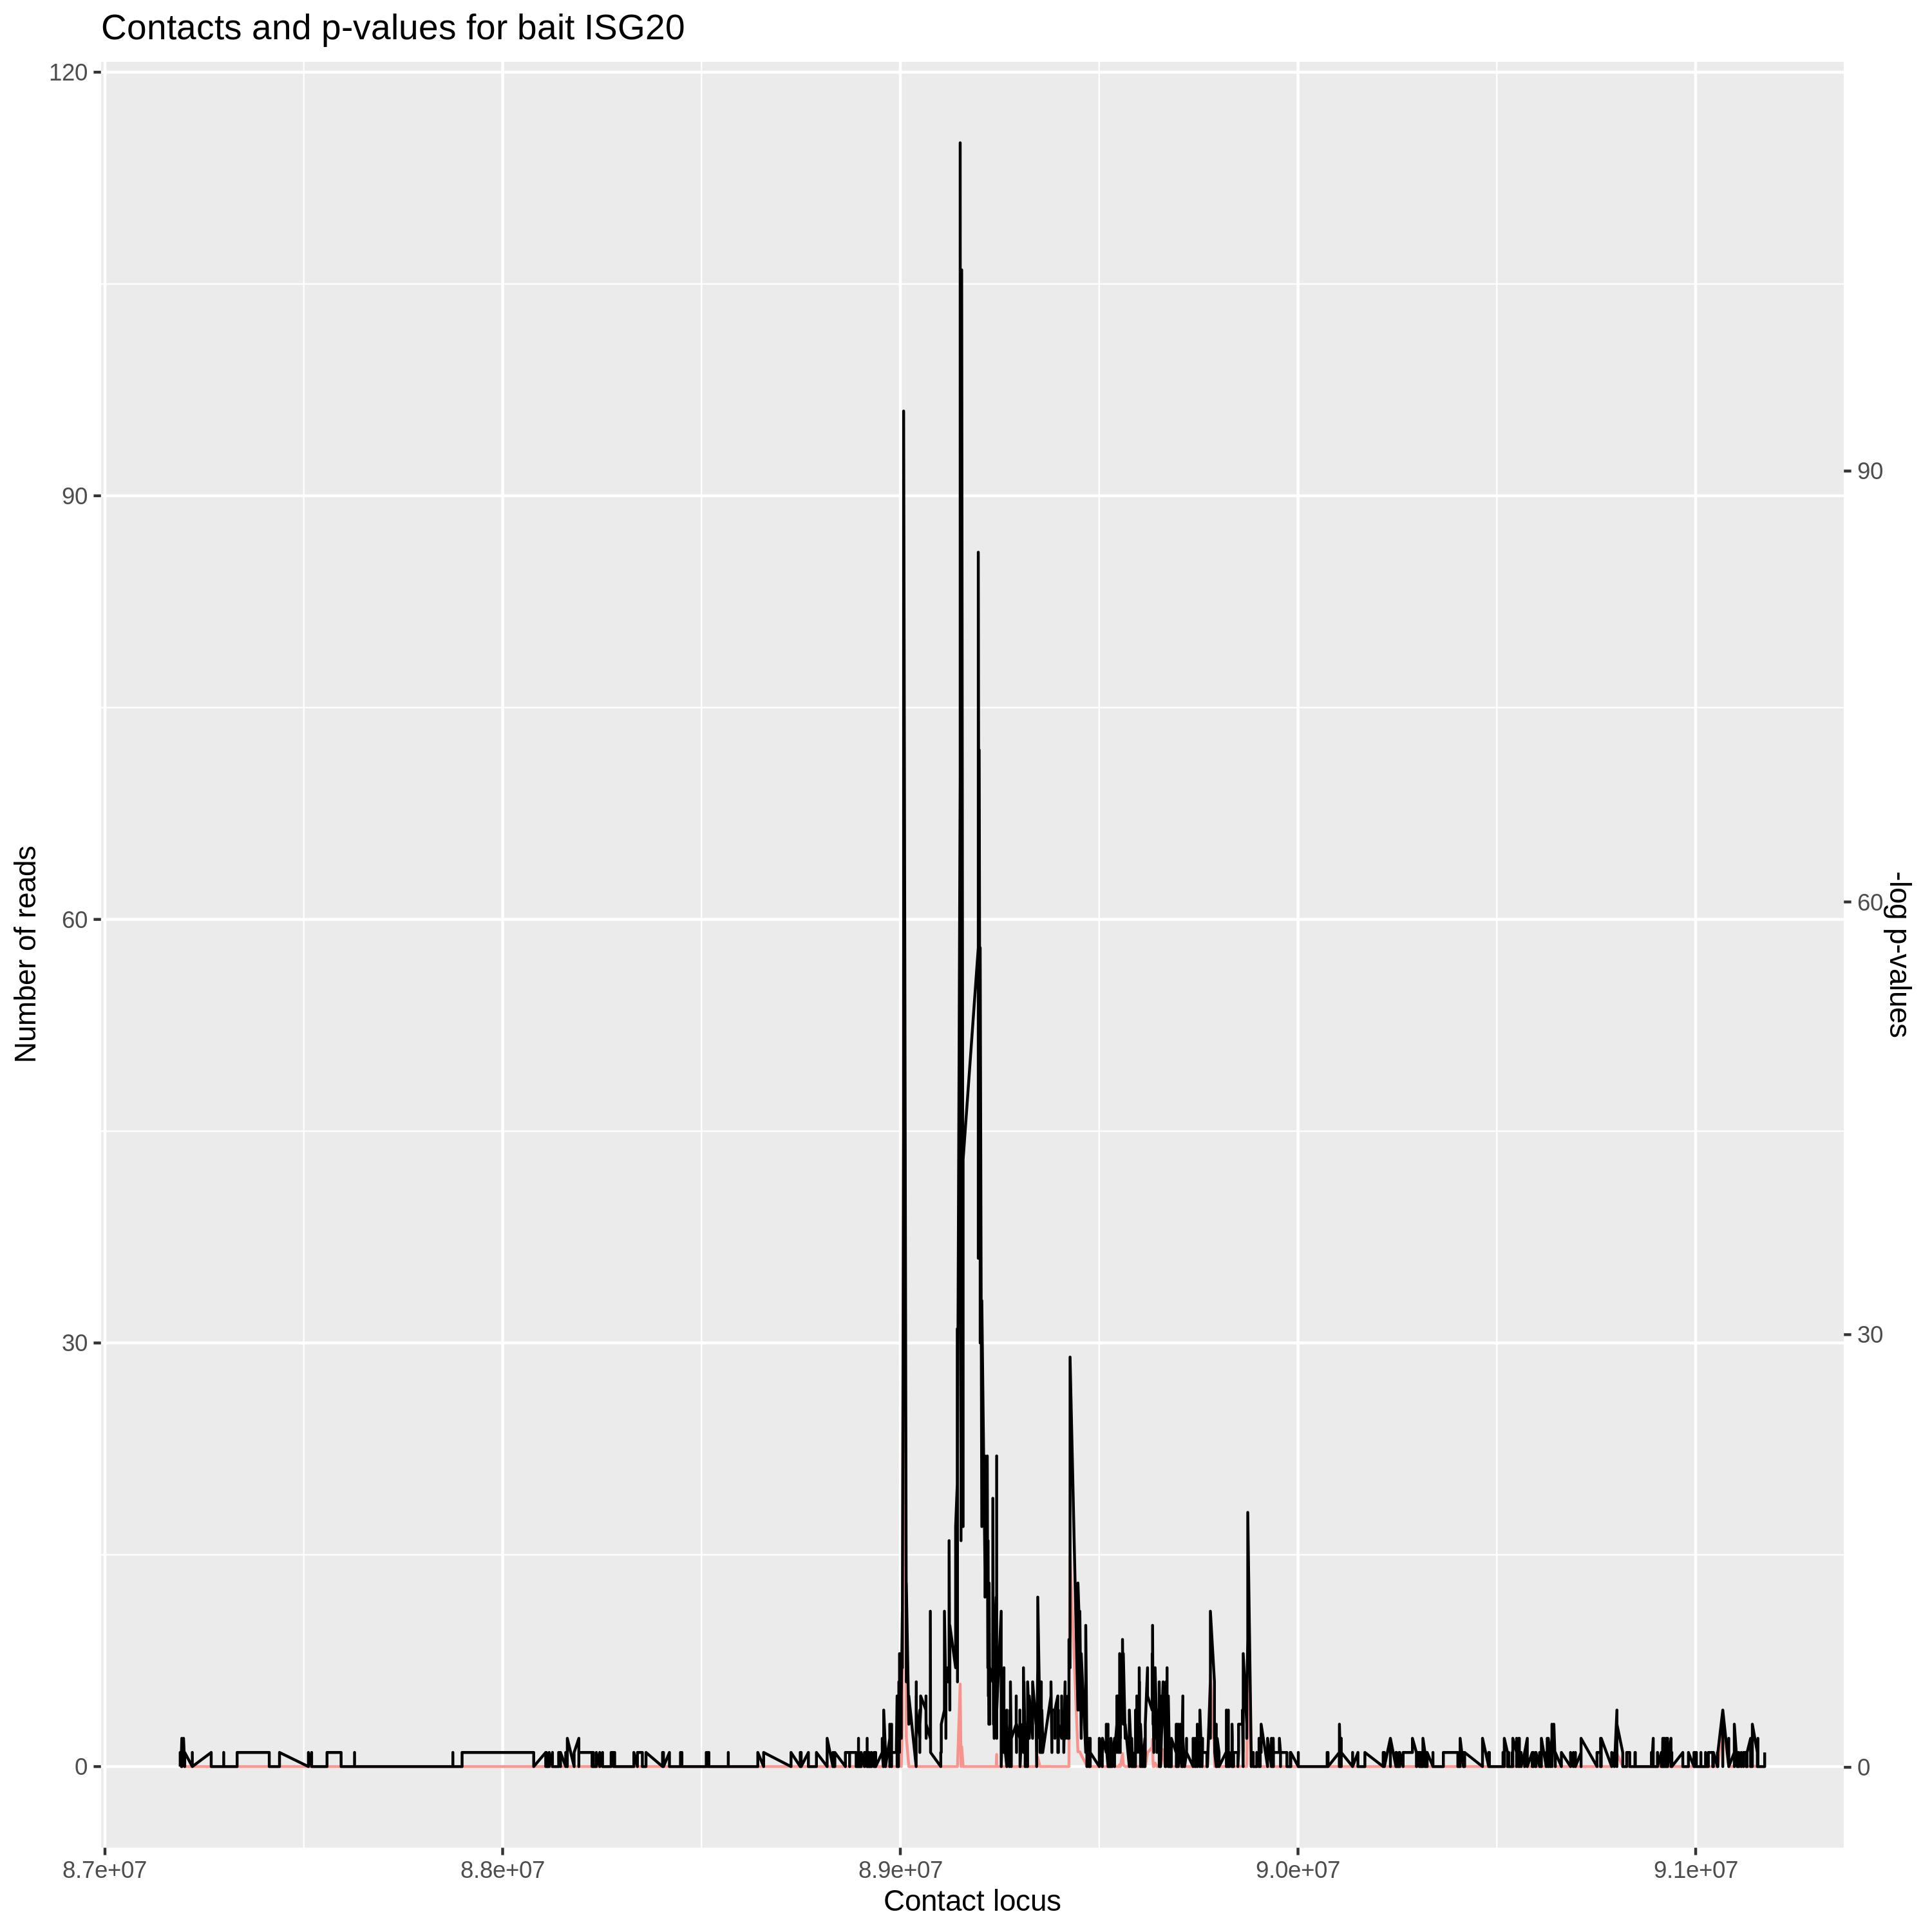 Contacts and p-values for bait ISG20
120
90
60
30
0
Number of reads
90
60
30
0
-log p-values
8.7e+07
8.8e+07
8.9e+07
9.0e+07
9.1e+07
Contact locus